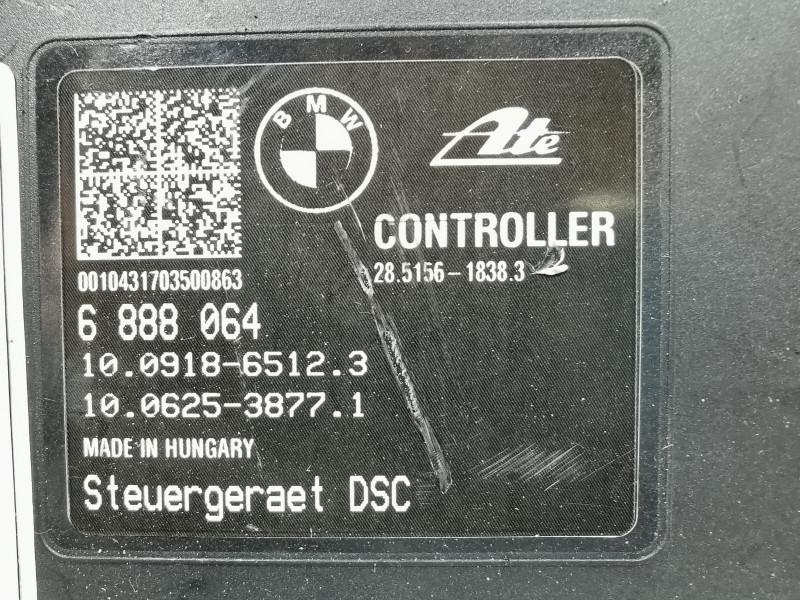 BMW
Ate
CONTROLLER
28.5156-1838.3
0010431703500863
6 888 064
10.0918-6512.3
10.0625-3877.1
MADE IN HUNGARY
Steuergeraet DSC